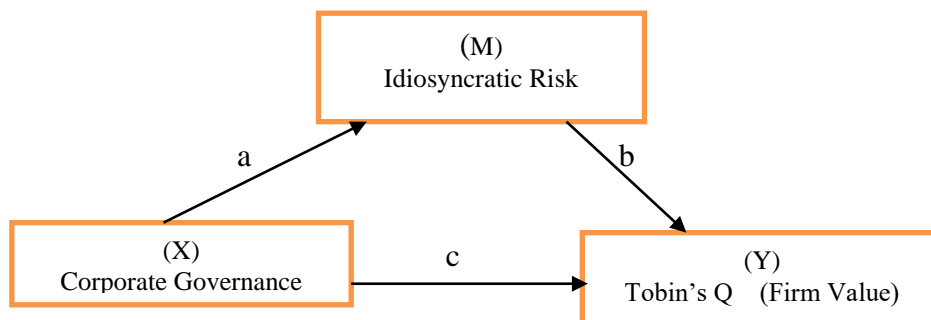 (M)
Idiosyncratic Risk
a
b
(X)
Corporate Governance
c
(Y)
Tobin’s Q (Firm Value)